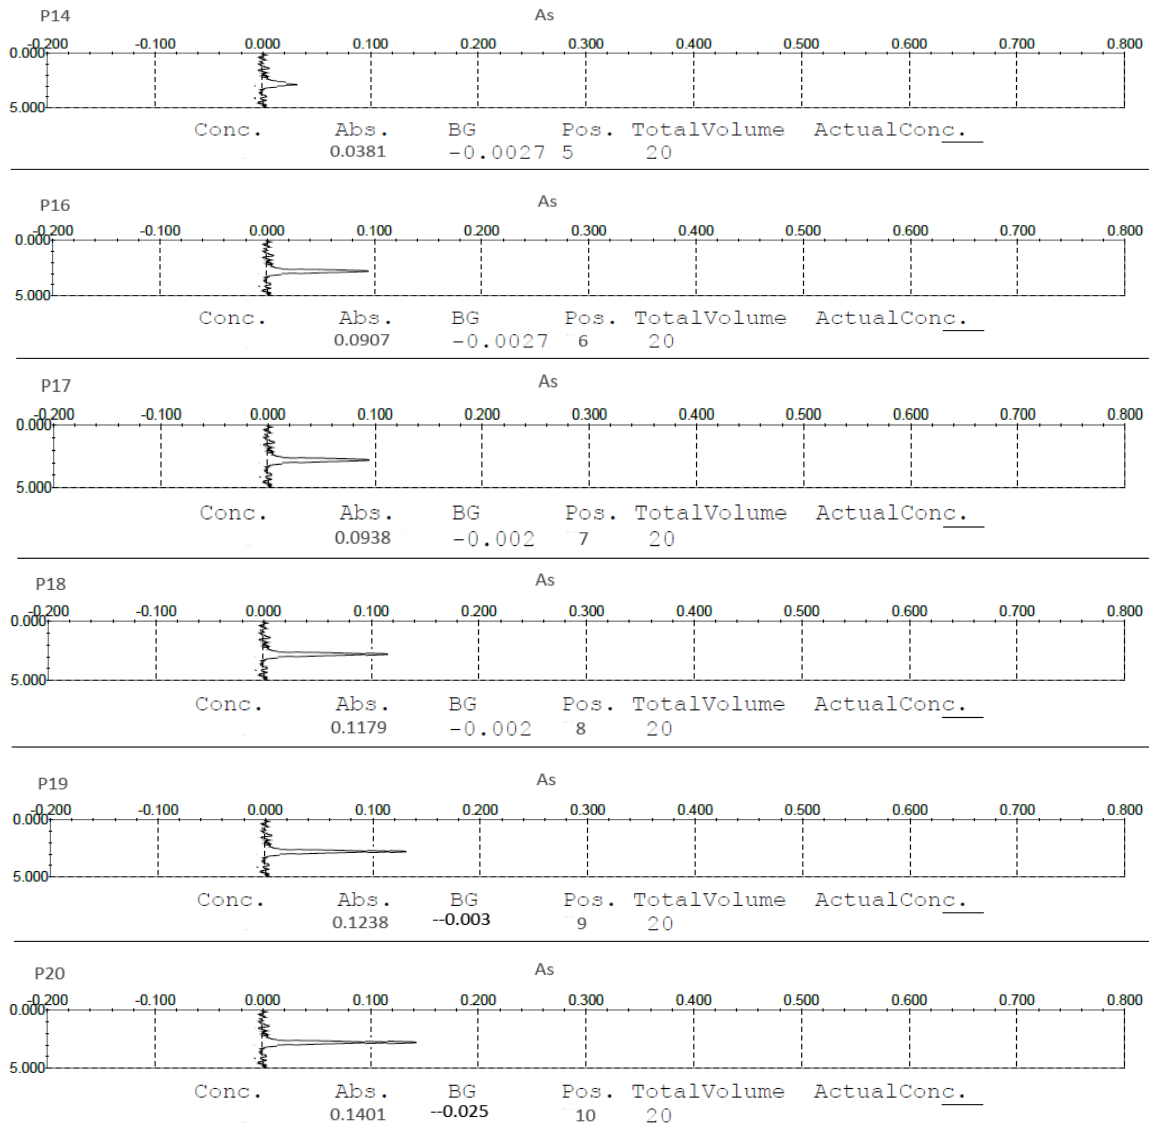 P14 As
-0.200 -0.100 0.000 0.100 0.200 0.300 0.400 0.500 0.600 0.700 0.800
0.000
5.000
Conc. Abs. BG Pos. TotalVolume ActualConc.
0.0381 -0.0027 5 20
P16 As
-0.200 -0.100 0.000 0.100 0.200 0.300 0.400 0.500 0.600 0.700 0.800
0.000
5.000
Conc. Abs. BG Pos. TotalVolume ActualConc.
0.0907 -0.0027 6 20
P17 As
-0.200 -0.100 0.000 0.100 0.200 0.300 0.400 0.500 0.600 0.700 0.800
0.000
5.000
Conc. Abs. BG Pos. TotalVolume ActualConc.
0.0938 -0.002 7 20
P18 As
-0.200 -0.100 0.000 0.100 0.200 0.300 0.400 0.500 0.600 0.700 0.800
0.000
5.000
Conc. Abs. BG Pos. TotalVolume ActualConc.
0.1179 -0.002 8 20
P19 As
-0.200 -0.100 0.000 0.100 0.200 0.300 0.400 0.500 0.600 0.700 0.800
0.000
5.000
Conc. Abs. BG Pos. TotalVolume ActualConc.
0.1238 --0.003 9 20
P20 As
-0.200 -0.100 0.000 0.100 0.200 0.300 0.400 0.500 0.600 0.700 0.800
0.000
5.000
Conc. Abs. BG Pos. TotalVolume ActualConc.
0.1401 --0.025 10 20